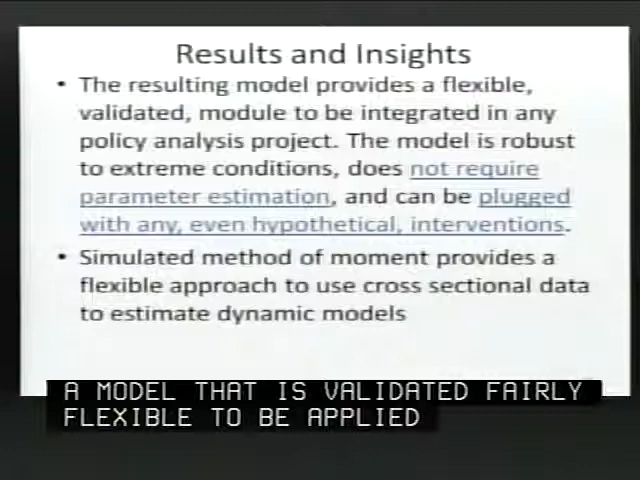 Results and Insights
• The resulting model provides a flexible,
validated, module to be integrated in any
policy analysis project. The model is robust
to extreme conditions, does not require
parameter estimation, and can be plugged
with any, even hypothetical, interventions.
• Simulated method of moment provides a
flexible approach to use cross sectional data
to estimate dynamic models
A MODEL THAT IS VALIDATED FAIRLY
FLEXIBLE TO BE APPLIED